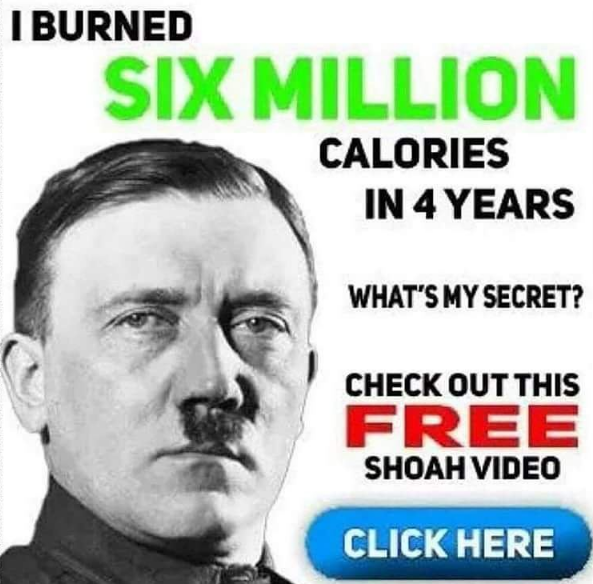 I BURNED
SIX MILLION
CALORIES
IN 4 YEARS
WHAT'S MY SECRET?
CHECK OUT THIS
FREE
SHOAH VIDEO
CLICK HERE